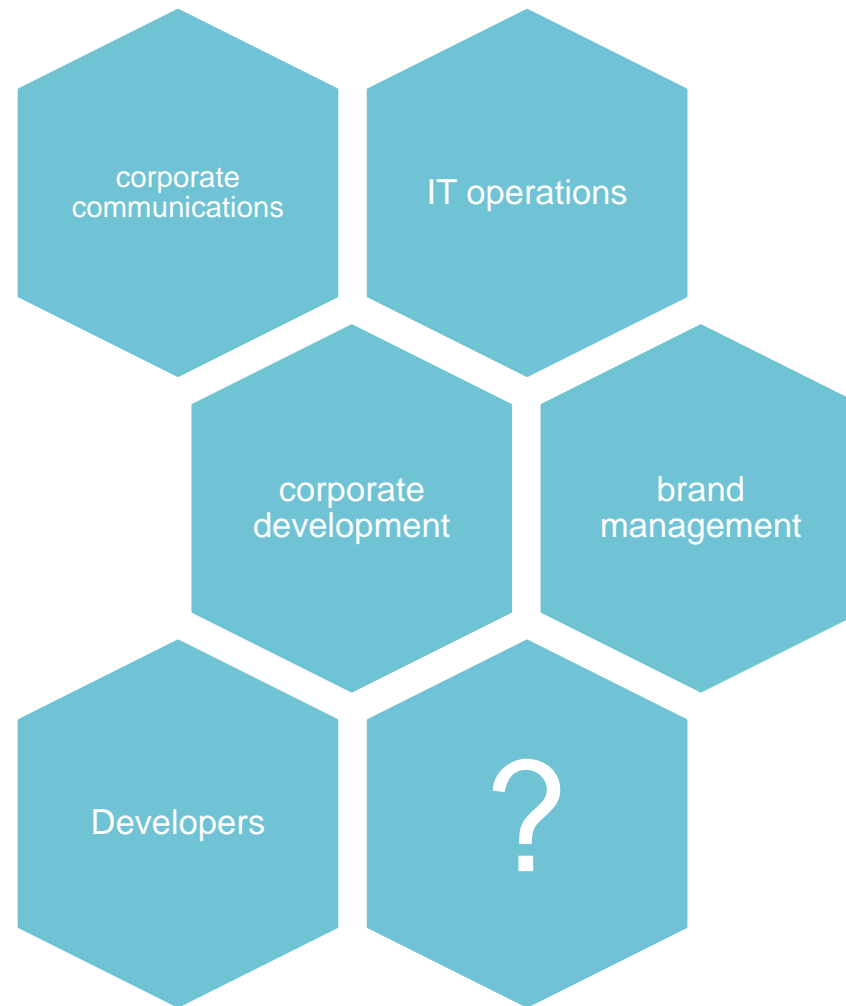 corporate
communications
IT operations
corporate
development
brand
management
Developers
?